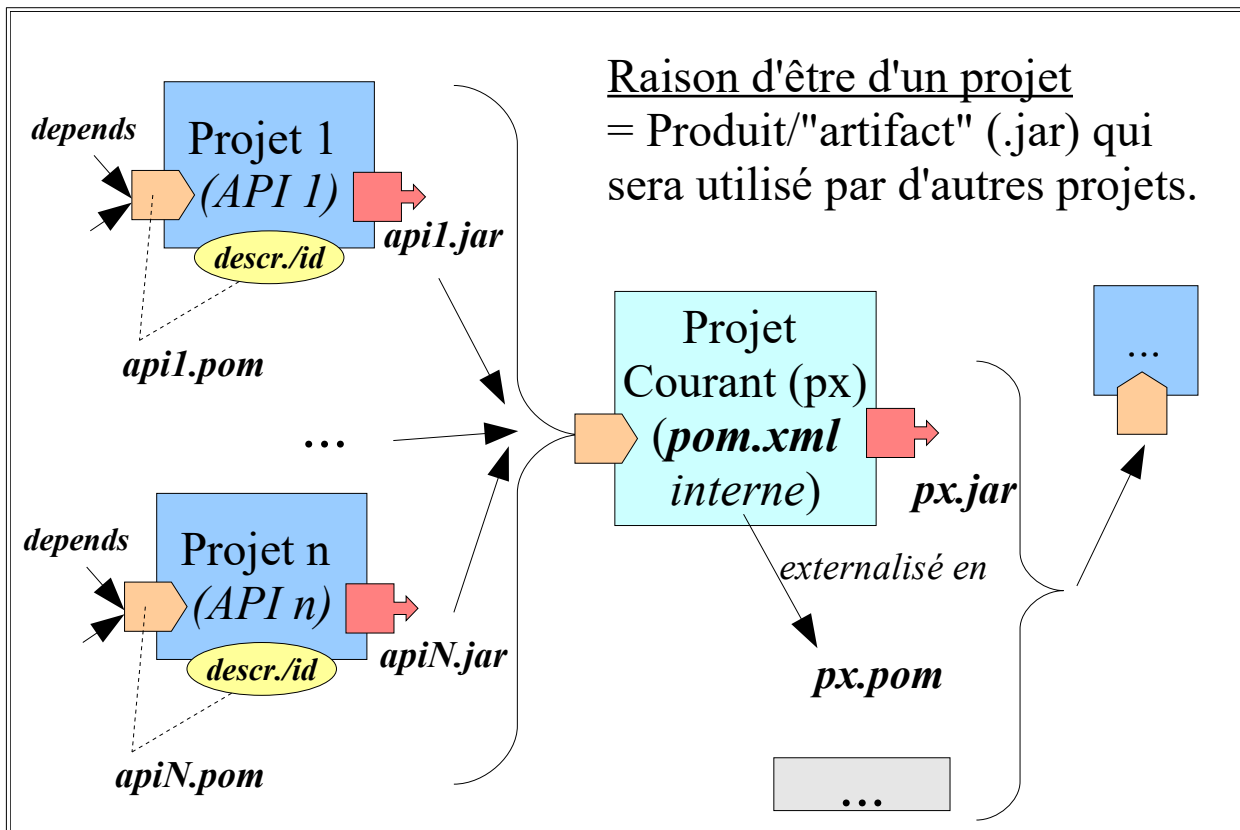 Raison d'être d'un projet
= Produit/"artifact" (.jar) qui
sera utilisé par d'autres projets.
depends
Projet 1
(API 1)
api1.jar
descr./id
api1.pom
...
depends
Projet n
(API n)
apiN.jar
descr./id
apiN.pom
Projet
Courant (px)
(pom.xml
interne)
px.jar
externalisé en
px.pom
...
...